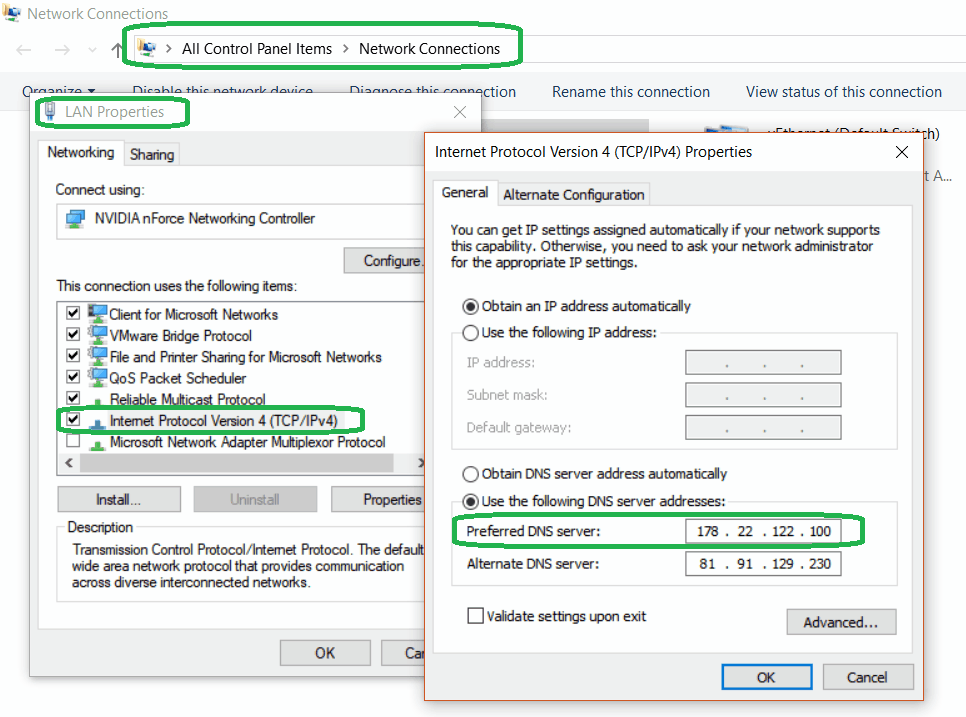 Network Connections
All Control Panel Items > Network Connections
Organize Disable this network device Diagnose this connection Rename this connection View status of this connection
LAN Properties
Networking Sharing
Connect using:
NVIDIA nForce Networking Controller
Configure.
This connection uses the following items:
Client for Microsoft Networks
VMware Bridge Protocol
File and Printer Sharing for Microsoft Networks
QoS Packet Scheduler
Reliable Multicast Protocol
Internet Protocol Version 4 (TCP/IPv4)
Microsoft Network Adapter Multiplexor Protocol
Install... Uninstall Properties
Description
Transmission Control Protocol/Internet Protocol. The default
wide area network protocol that provides communication
across diverse interconnected networks.
OK Ca
vEthernet (Default Switch)
t A...
Internet Protocol Version 4 (TCP/IPv4) Properties
General Alternate Configuration
You can get IP settings assigned automatically if your network supports
this capability. Otherwise, you need to ask your network administrator
for the appropriate IP settings.
Obtain an IP address automatically
Use the following IP address:
IP address: . . .
Subnet mask: . . .
Default gateway: . . .
Obtain DNS server address automatically
Use the following DNS server addresses:
Preferred DNS server: 178 . 22 . 122 . 100
Alternate DNS server: 81 . 91 . 129 . 230
Validate settings upon exit
Advanced...
OK Cancel